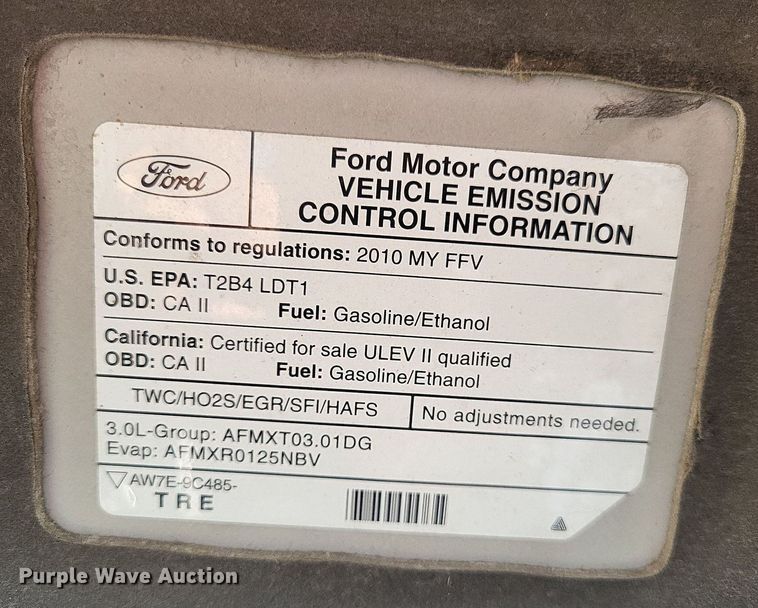 Ford
Ford Motor Company
VEHICLE EMISSION
CONTROL INFORMATION
Conforms to regulations: 2010 MY FFV
U.S. EPA: T2B4 LDT1
OBD: CA II Fuel: Gasoline/Ethanol
California: Certified for sale ULEV II qualified
OBD: CA II Fuel: Gasoline/Ethanol
TWC/HO2S/EGR/SFI/HAFS No adjustments needed.
3.0L-Group: AFMXT03.01DG
Evap: AFMXR0125NBV
AW7E-9C485-
TRE
Purple Wave Auction